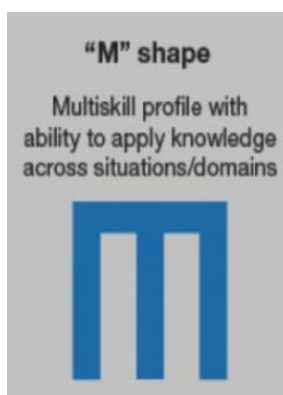 “M” shape
Multiskill profile with
ability to apply knowledge
across situations/domains